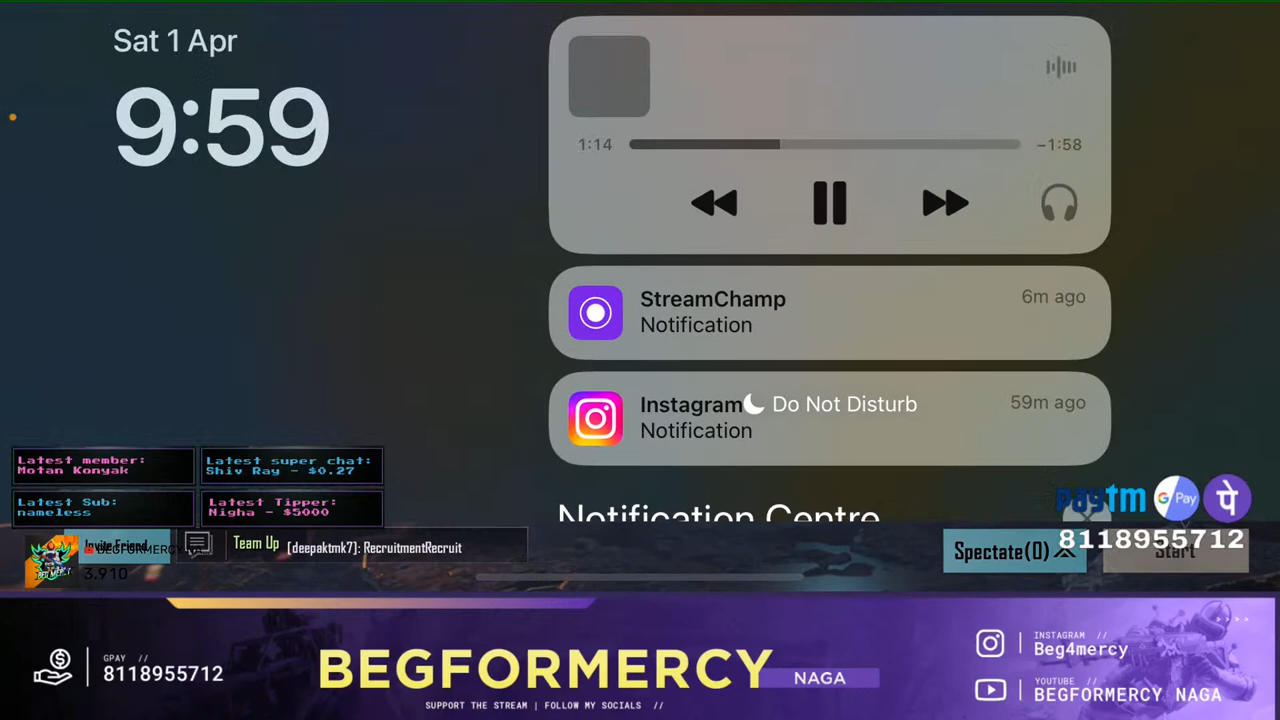 Sat 1 Apr
9:59
1:14
−1:58
StreamChamp
6m ago
Notification
Instagram
Do Not Disturb
59m ago
Notification
Notification Centre
Latest member:
Motan Konyak
Latest super chat:
Shiv Ray - $0.27
Latest Sub:
nameless
Latest Tipper:
Nigha - $5000
paytm
G Pay
पे
8118955712
Invite Friend
BEGFORMERCY NA
3.910
Team Up
[deepaktmk7]: RecruitmentRecruit
Spectate(0)
Start
GPAY //
8118955712
BEGFORMERCY
NAGA
SUPPORT THE STREAM | FOLLOW MY SOCIALS //
> > > >
INSTAGRAM //
Beg4mercy
YOUTUBE //
BEGFORMERCY NAGA